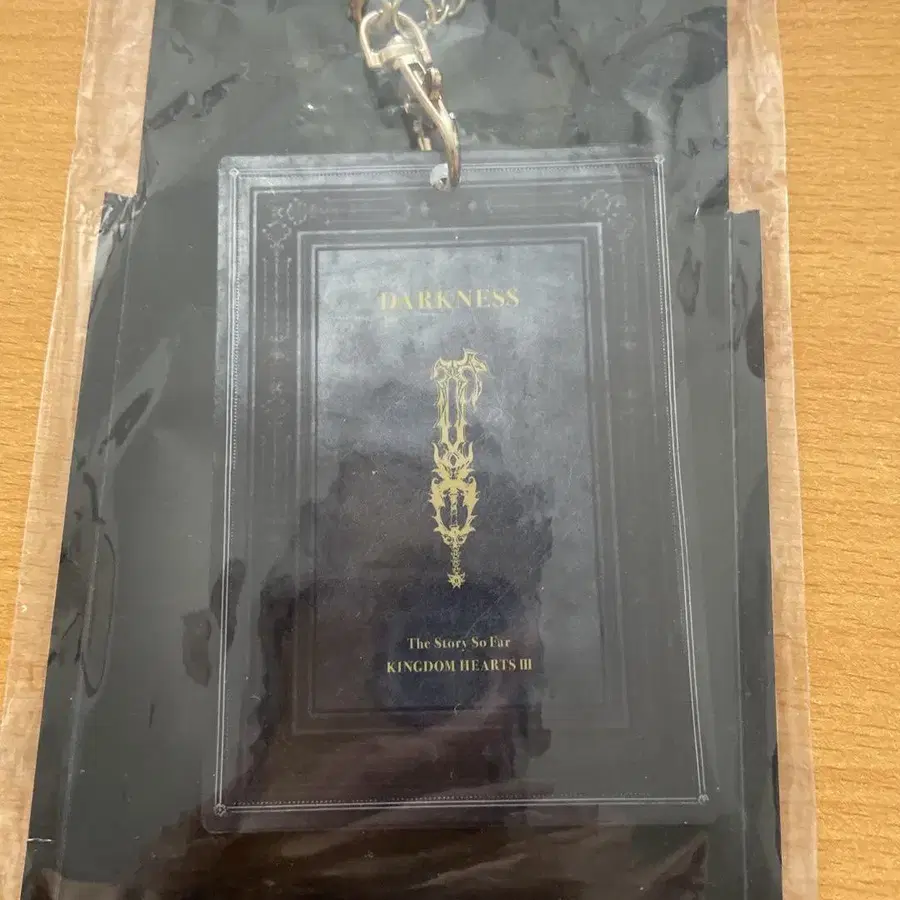 DARKNESS
The Story So Far
KINGDOM HEARTS III